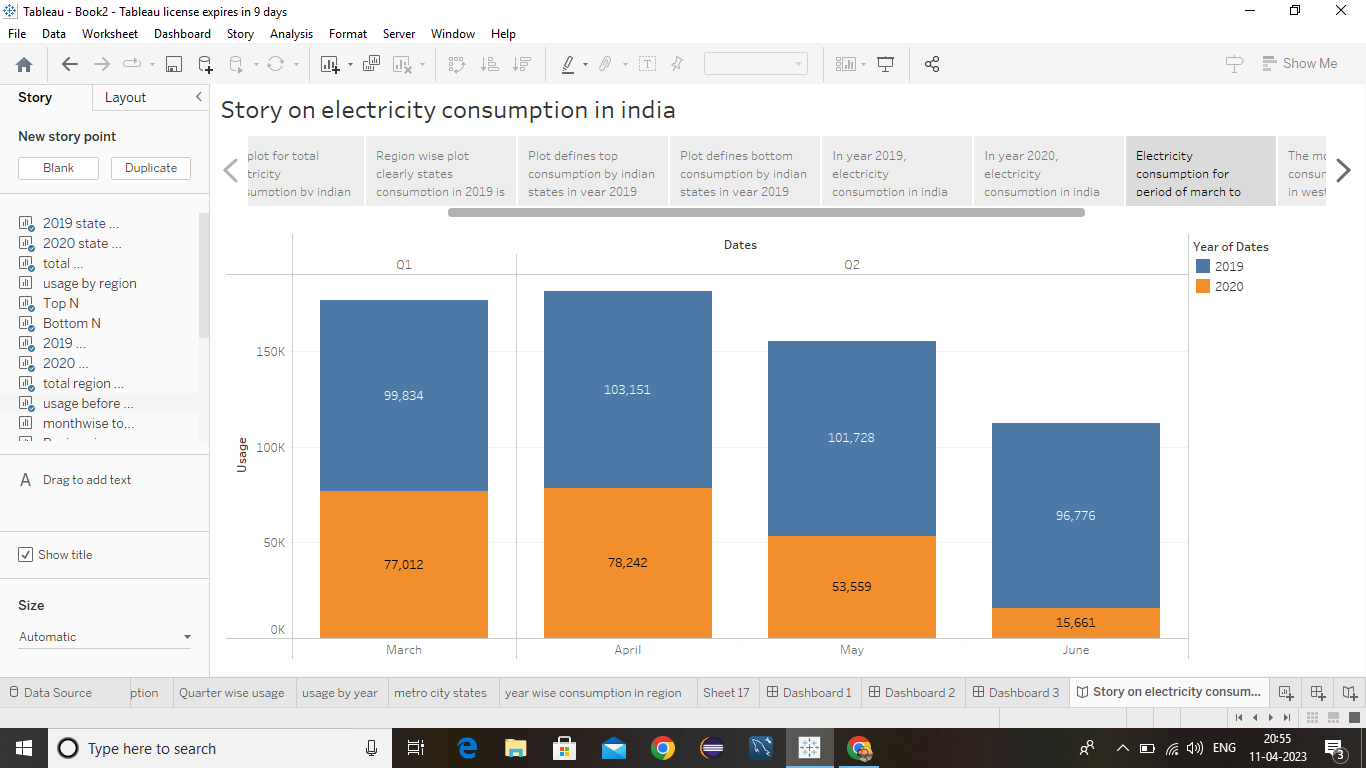 Tableau - Book2 - Tableau license expires in 9 days
File Data Worksheet Dashboard Story Analysis Format Server Window Help
Show Me
Story Layout
New story point
Blank Duplicate
2019 state ...
2020 state ...
total ...
usage by region
Top N
Bottom N
2019 ...
2020 ...
total region ...
usage before ...
monthwise to...
A Drag to add text
Show title
Size
Automatic
Story on electricity consumption in india
plot for total
tricity
sumption by indian
Region wise plot
clearly states
consumption in 2019 is
Plot defines top
consumption by indian
states in year 2019
Plot defines bottom
consumption by indian
states in year 2019
In year 2019,
electricity
consumption in india
In year 2020,
electricity
consumption in india
Electricity
consumption for
period of march to
The mo
consur
in west
Dates
Q1 Q2
Usage
150K
100K
50K
0K
99,834
103,151
101,728
96,776
77,012
78,242
53,559
15,661
March April May June
Year of Dates
2019
2020
Data Source ption Quarter wise usage usage by year metro city states year wise consumption in region Sheet 17 Dashboard 1 Dashboard 2 Dashboard 3 Story on electricity consum...
Type here to search
ENG
20:55
11-04-2023
3